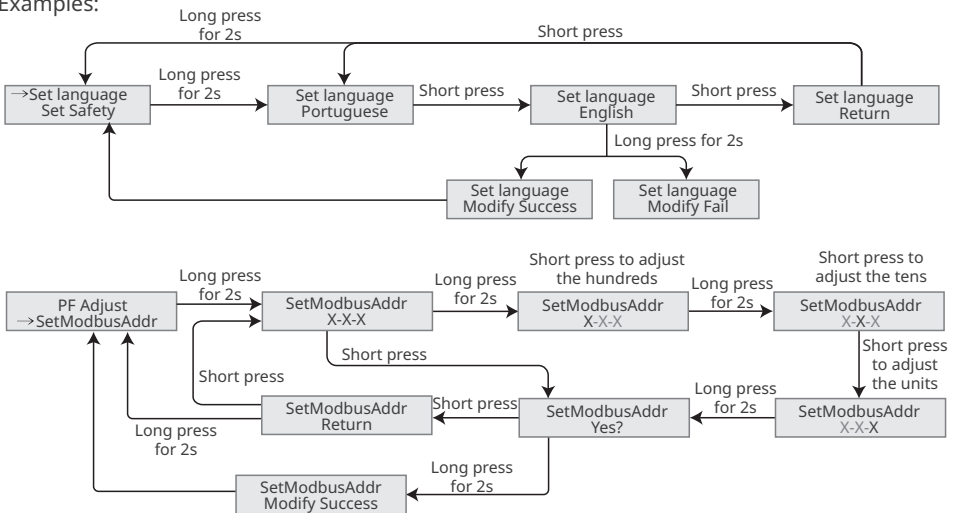 Examples:
Long press
for 2s
Short press
Long press
for 2s
→Set language
Set Safety
Set language
Portuguese
Short press
Set language
English
Short press
Set language
Return
Long press for 2s
Set language
Modify Success
Set language
Modify Fail
Short press to adjust
the hundreds
Short press to
adjust the tens
Long press
for 2s
Long press
for 2s
Long press
for 2s
PF Adjust
→SetModbusAddr
SetModbusAddr
X-X-X
SetModbusAddr
X-X-X
SetModbusAddr
X-X-X
Short press
Short press
to adjust
the units
Short press
Long press
for 2s
SetModbusAddr
Return
Short press
SetModbusAddr
Yes?
SetModbusAddr
X-X-X
Long press
for 2s
Long press
for 2s
SetModbusAddr
Modify Success